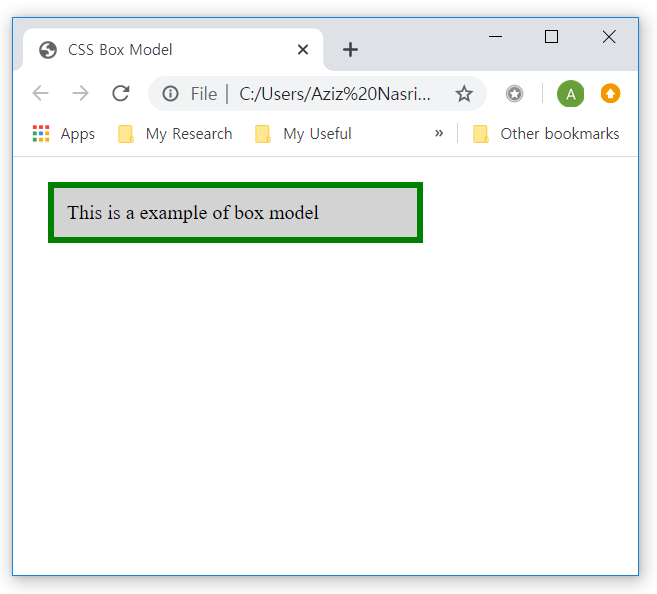 CSS Box Model
File | C:/Users/Aziz%20Nasri...
A
Apps My Research My Useful » Other bookmarks
This is a example of box model